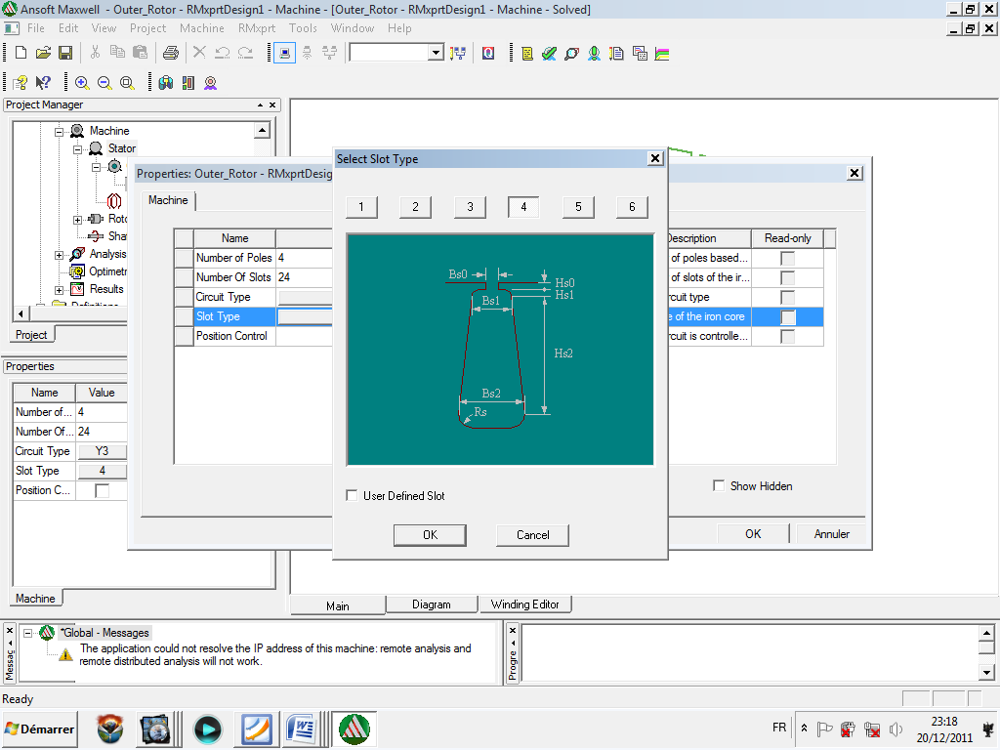 Ansoft Maxwell - Outer_Rotor - RMxprtDesign1 - Machine - [Outer_Rotor - RMxprtDesign1 - Machine - Solved]
File Edit View Project Machine RMxprt Tools Window Help
Project Manager
Machine
Stator
Roto
Sha
Analysis
Optimetr
Results
Definitions
Project
Properties
Name Value
Number of... 4
Number Of... 24
Circuit Type Y3
Slot Type 4
Position C...
Machine
Properties: Outer_Rotor - RMxprtDesig
Machine
Name Description Read-only
Number of Poles 4 of poles based...
Number Of Slots 24 of slots of the ir...
Circuit Type rcuit type
Slot Type e of the iron core
Position Control rcuit is controlle...
Show Hidden
OK Annuler
Select Slot Type
1 2 3 4 5 6
Bs0
Hs0
Hs1
Bs1
Hs2
Bs2
Rs
User Defined Slot
OK Cancel
Main Diagram Winding Editor
Messag
*Global - Messages
The application could not resolve the IP address of this machine: remote analysis and
remote distributed analysis will not work.
Progre
Ready
Démarrer
FR
23:18
20/12/2011